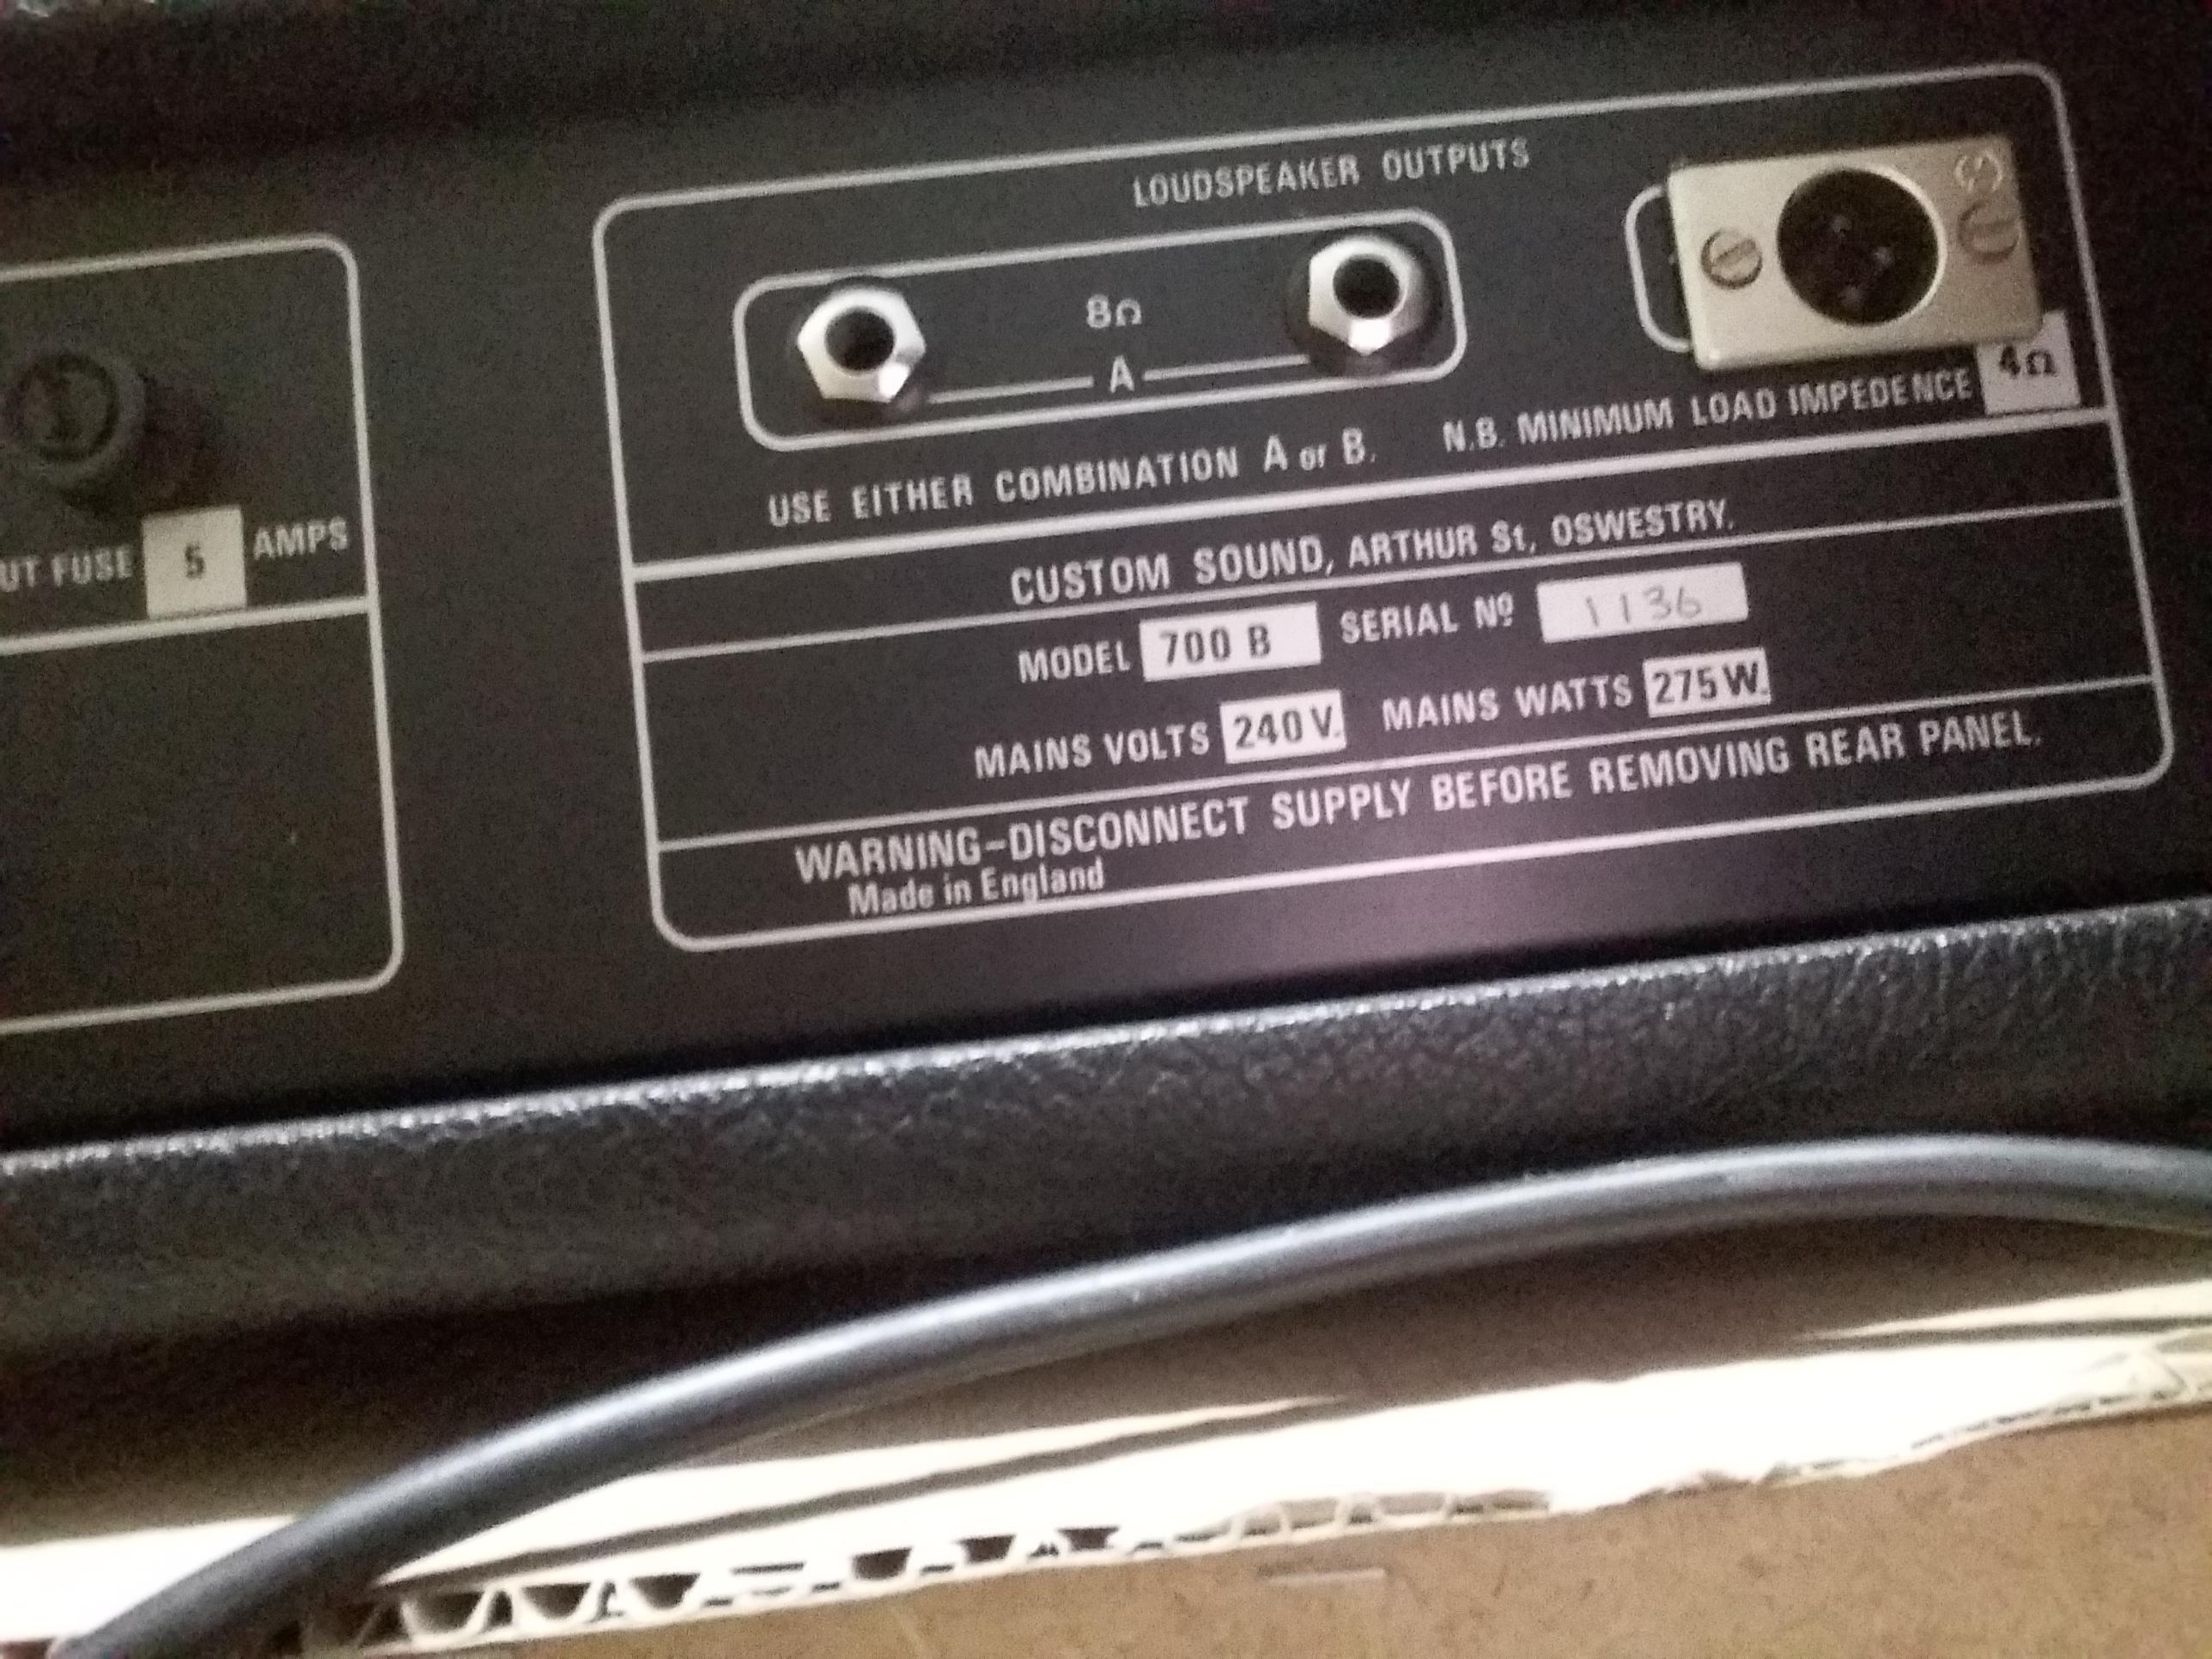 LOUDSPEAKER OUTPUTS
8Ω
A
4Ω
USE EITHER COMBINATION A or B. N.B. MINIMUM LOAD IMPEDENCE
UT FUSE 5 AMPS
CUSTOM SOUND, ARTHUR St, OSWESTRY.
MODEL 700 B SERIAL Nº 1136
MAINS VOLTS 240 V. MAINS WATTS 275 W.
WARNING–DISCONNECT SUPPLY BEFORE REMOVING REAR PANEL.
Made in England